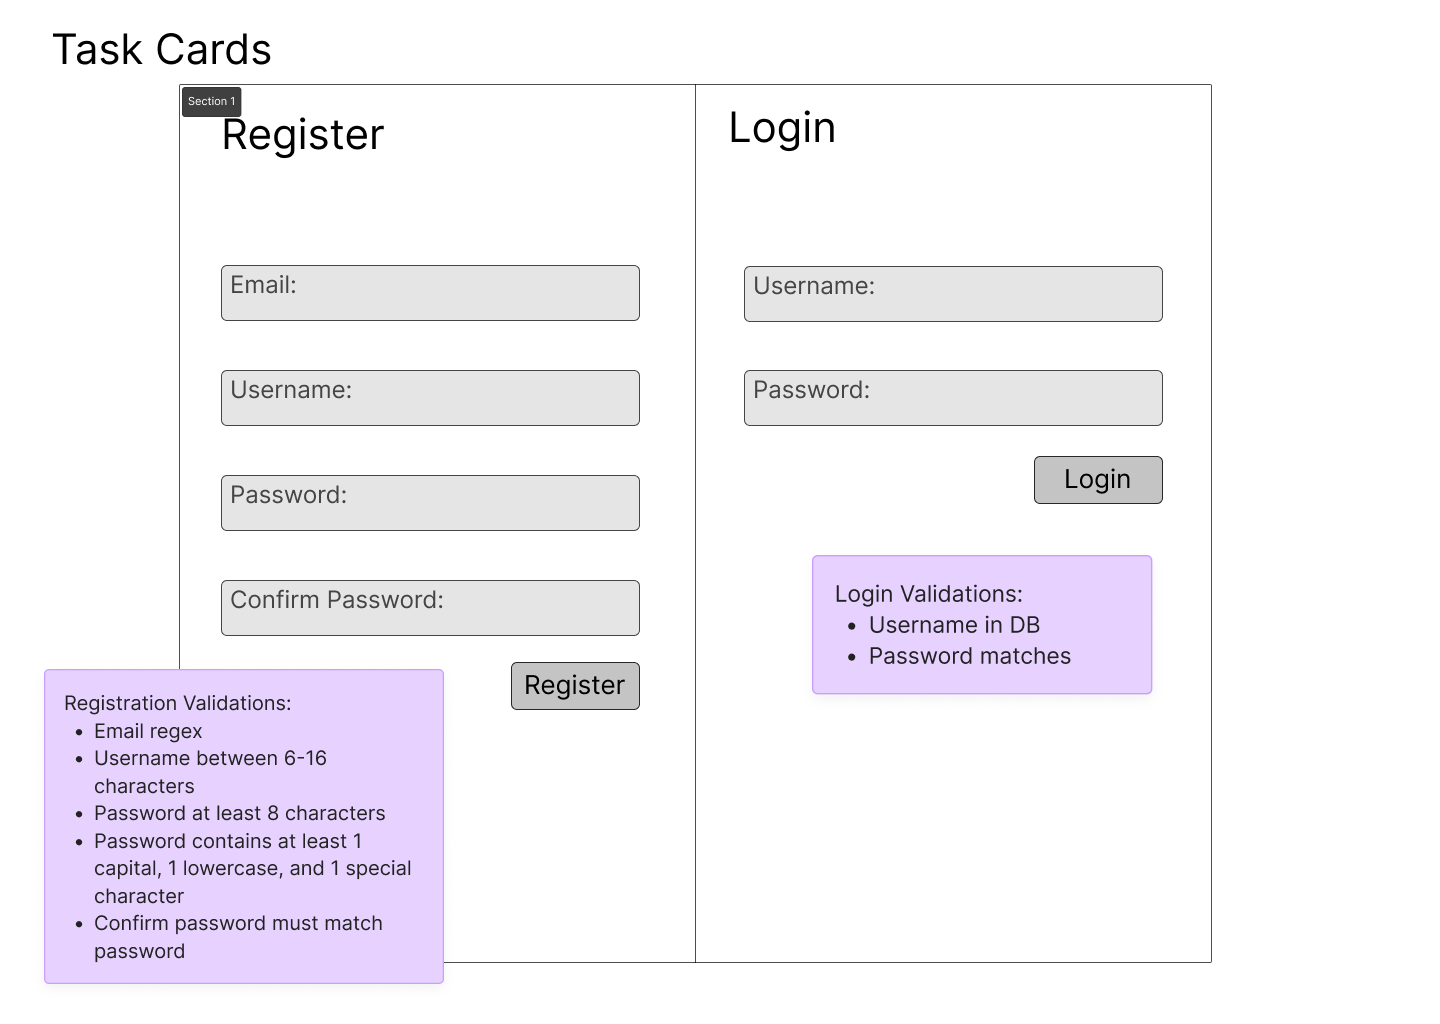 Task Cards
Section 1
Register
Email:
Username:
Password:
Confirm Password:
Register
Registration Validations:
• Email regex
• Username between 6-16
characters
• Password at least 8 characters
• Password contains at least 1
capital, 1 lowercase, and 1 special
character
• Confirm password must match
password
Login
Username:
Password:
Login
Login Validations:
• Username in DB
• Password matches